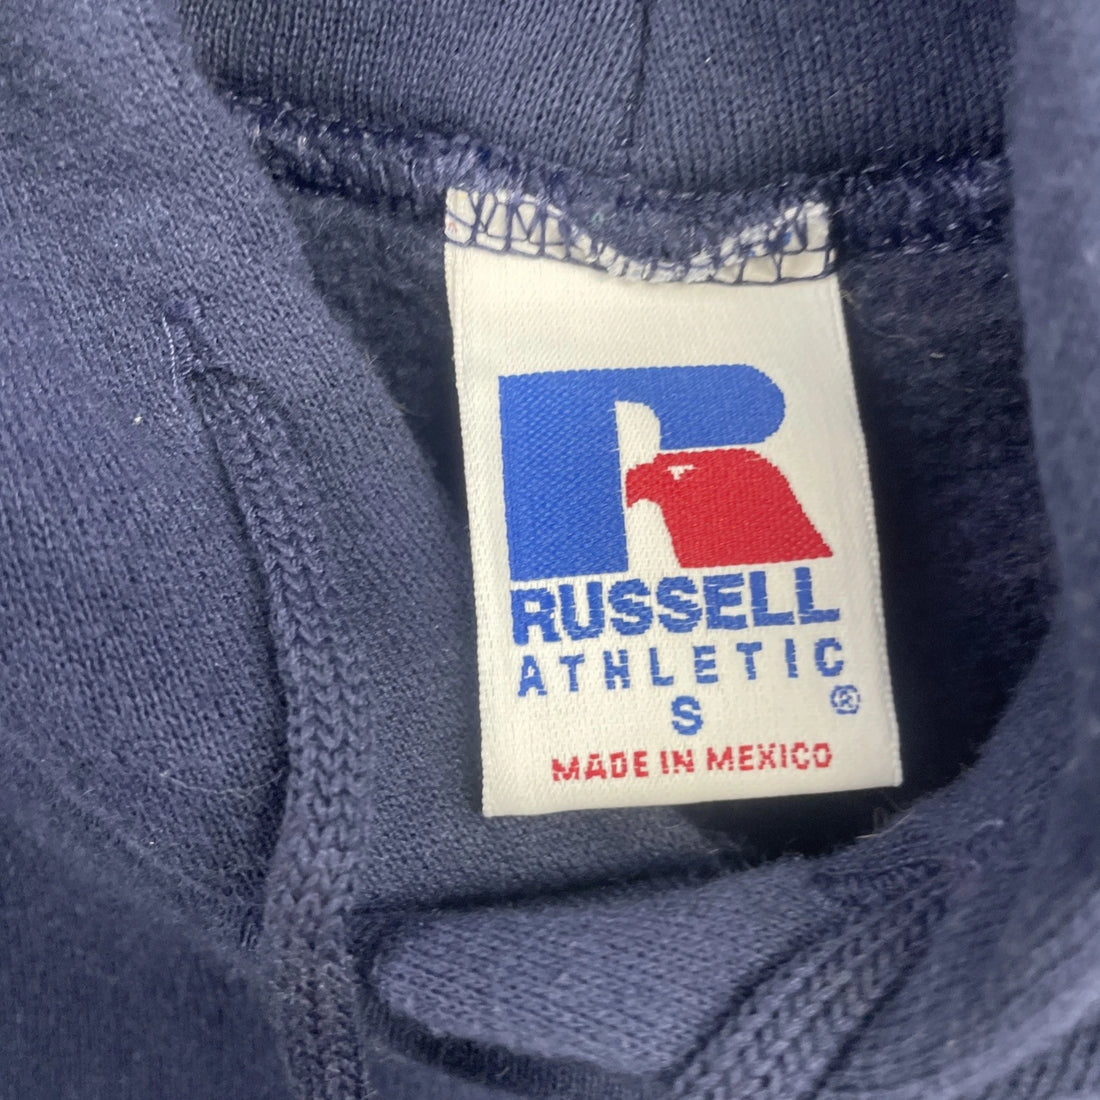 R
RUSSELL
ATHLETIC
®
S
MADE IN MEXICO